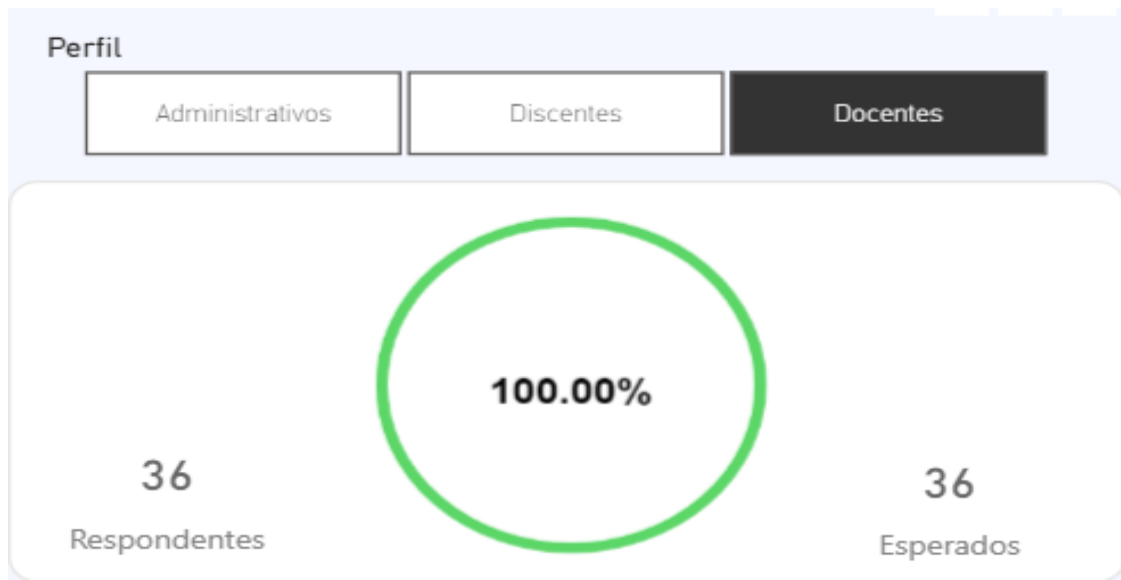 Perfil
Administrativos
Discentes
Docentes
100.00%
36
Respondentes
36
Esperados